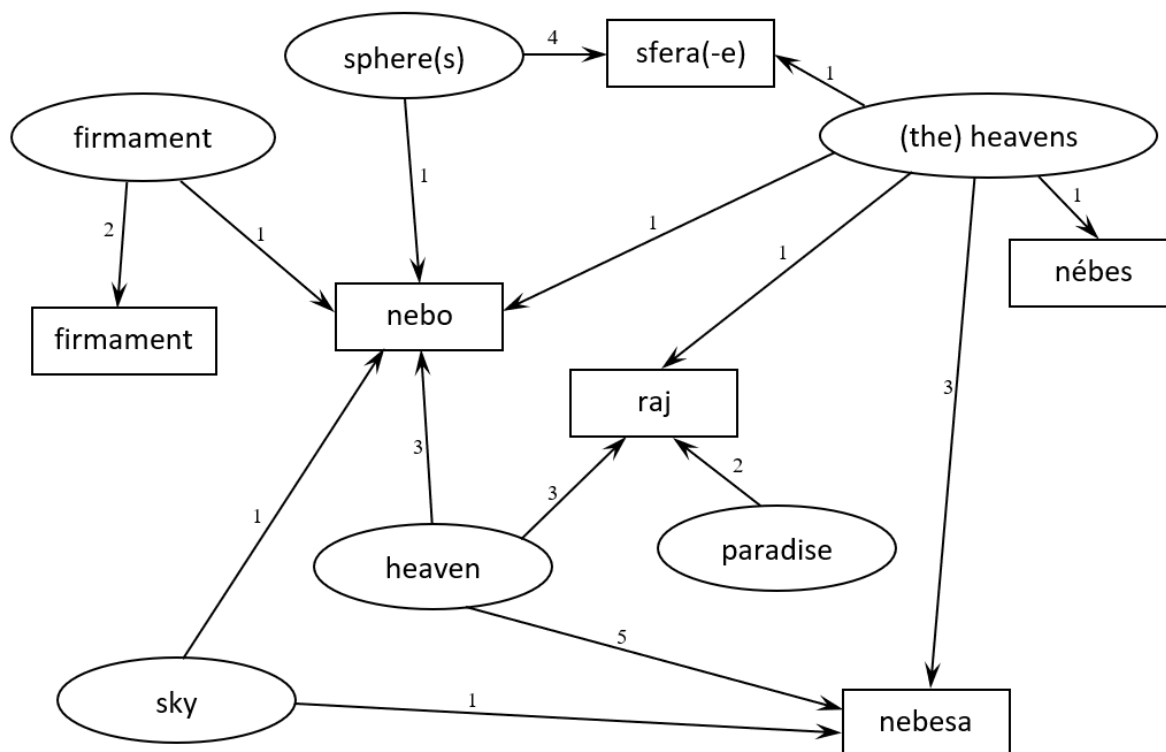 sphere(s)
4
sfera(-e)
1
firmament
(the) heavens
1
1
2
1
1
1
nébes
nebo
firmament
raj
3
3
3
2
1
heaven
paradise
5
sky
1
nebesa